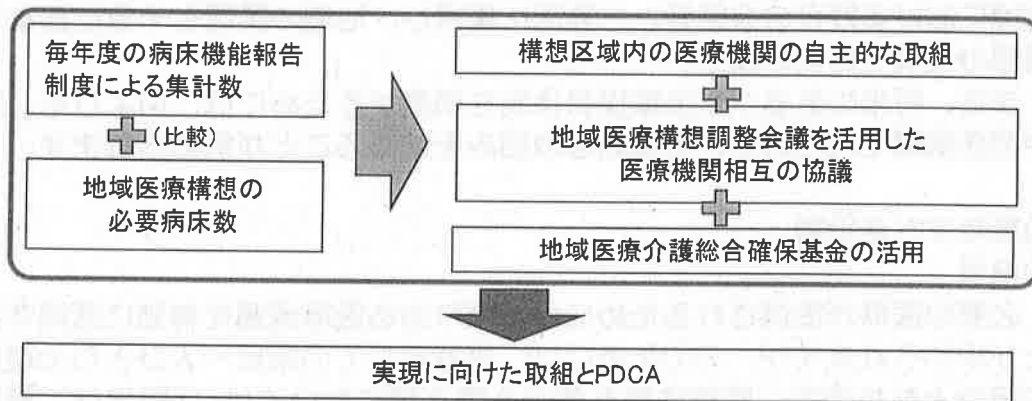 毎年度の病床機能報告
制度による集計数
(比較)
地域医療構想の
必要病床数
構想区域内の医療機関の自主的な取組
地域医療構想調整会議を活用した
医療機関相互の協議
地域医療介護総合確保基金の活用
実現に向けた取組とPDCA